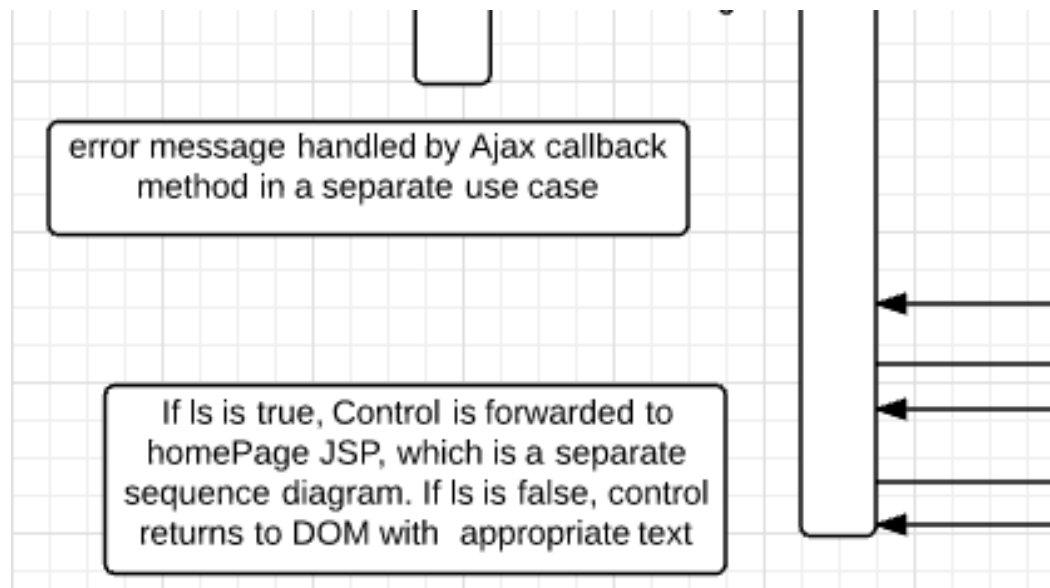 error message handled by Ajax callback
method in a separate use case
If ls is true, Control is forwarded to
homePage JSP, which is a separate
sequence diagram. If ls is false, control
returns to DOM with  appropriate text